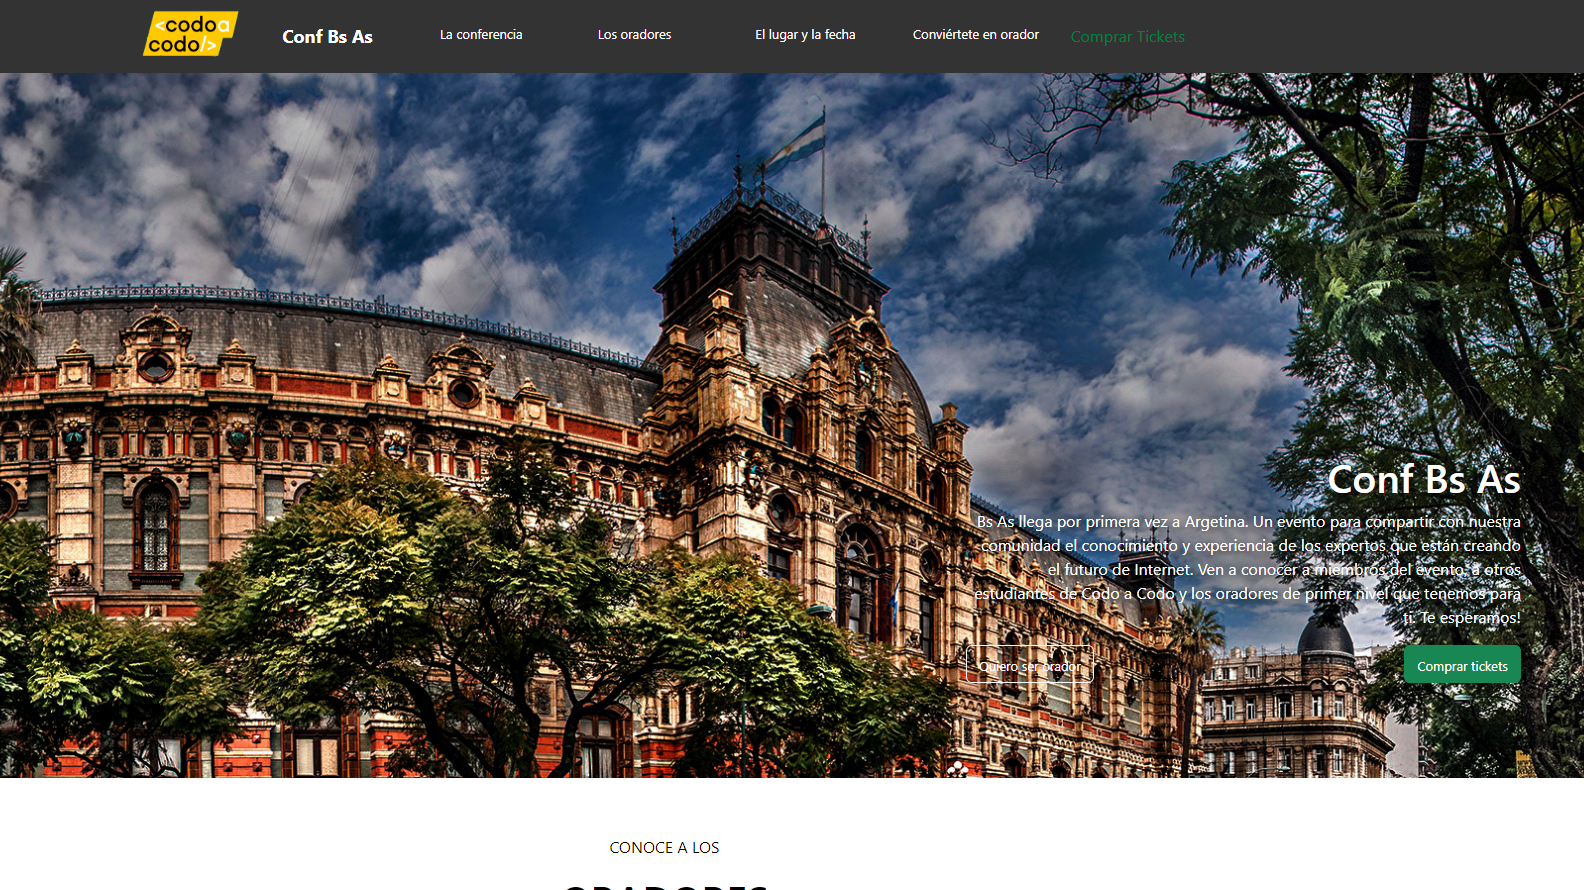 <codoa
codo/>
Conf Bs As
La conferencia
Los oradores
El lugar y la fecha
Conviértete en orador
Comprar Tickets
Conf Bs As
Bs As llega por primera vez a Argetina. Un evento para compartir con nuestra
comunidad el conocimiento y experiencia de los expertos que están creando
el futuro de Internet. Ven a conocer a miembros del evento, a otros
estudiantes de Codo a Codo y los oradores de primer nivel que tenemos para
ti. Te esperamos!
Quiero ser orador
Comprar tickets
CONOCE A LOS
ORADORES